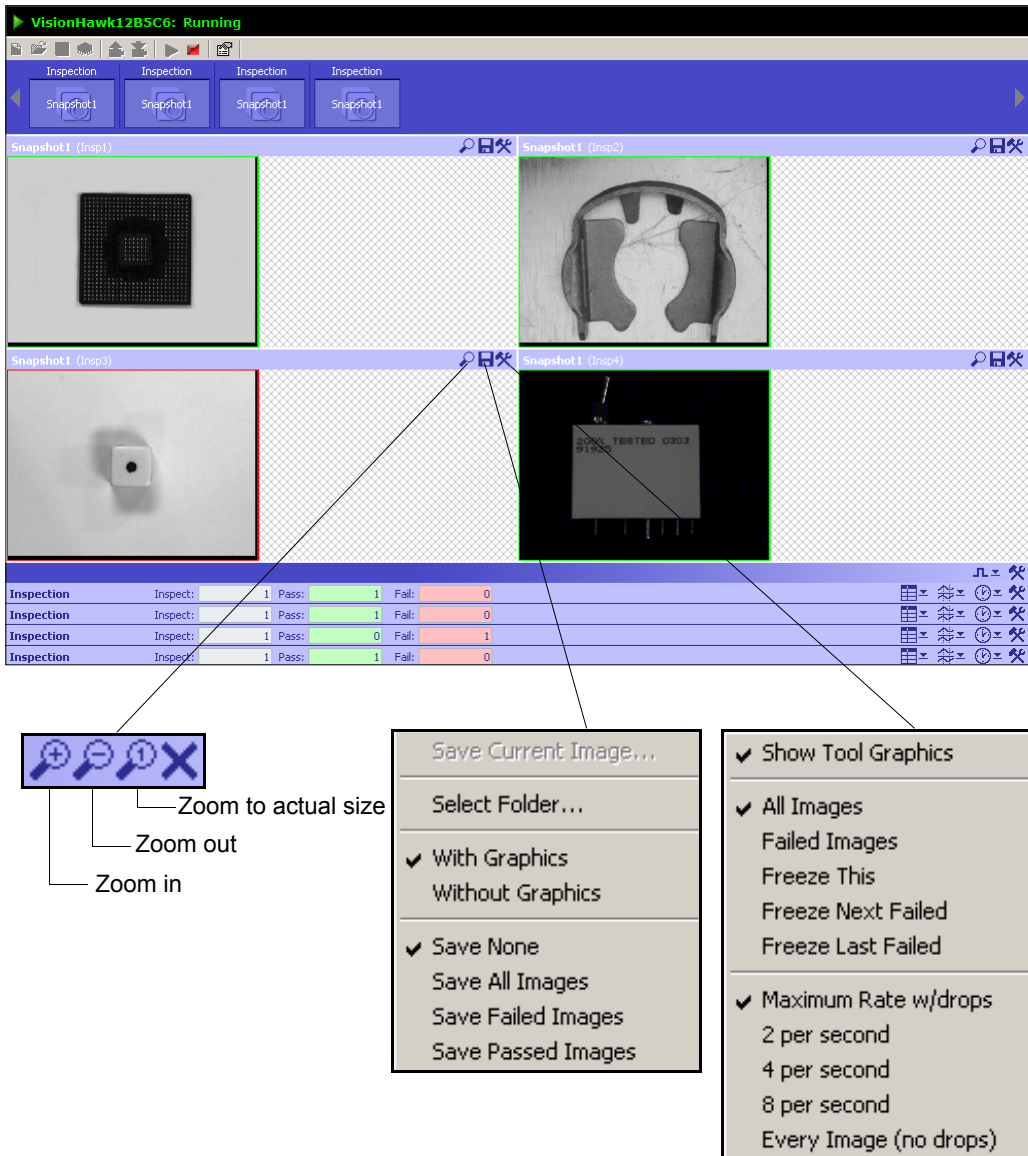 VisionHawk12B5C6: Running
Inspection Inspection Inspection Inspection
Snapshot1 Snapshot1 Snapshot1 Snapshot1
Snapshot1 (Insp1)
Snapshot1 (Insp2)
Snapshot1 (Insp3)
Snapshot1 (Insp4)
200% TESTED 0303
91925
Inspection Inspect: 1 Pass: 1 Fail: 0
Inspection Inspect: 1 Pass: 1 Fail: 0
Inspection Inspect: 1 Pass: 0 Fail: 1
Inspection Inspect: 1 Pass: 1 Fail: 0
1
Zoom to actual size
Zoom out
Zoom in
Save Current Image...
Select Folder...
With Graphics
Without Graphics
Save None
Save All Images
Save Failed Images
Save Passed Images
Show Tool Graphics
All Images
Failed Images
Freeze This
Freeze Next Failed
Freeze Last Failed
Maximum Rate w/drops
2 per second
4 per second
8 per second
Every Image (no drops)